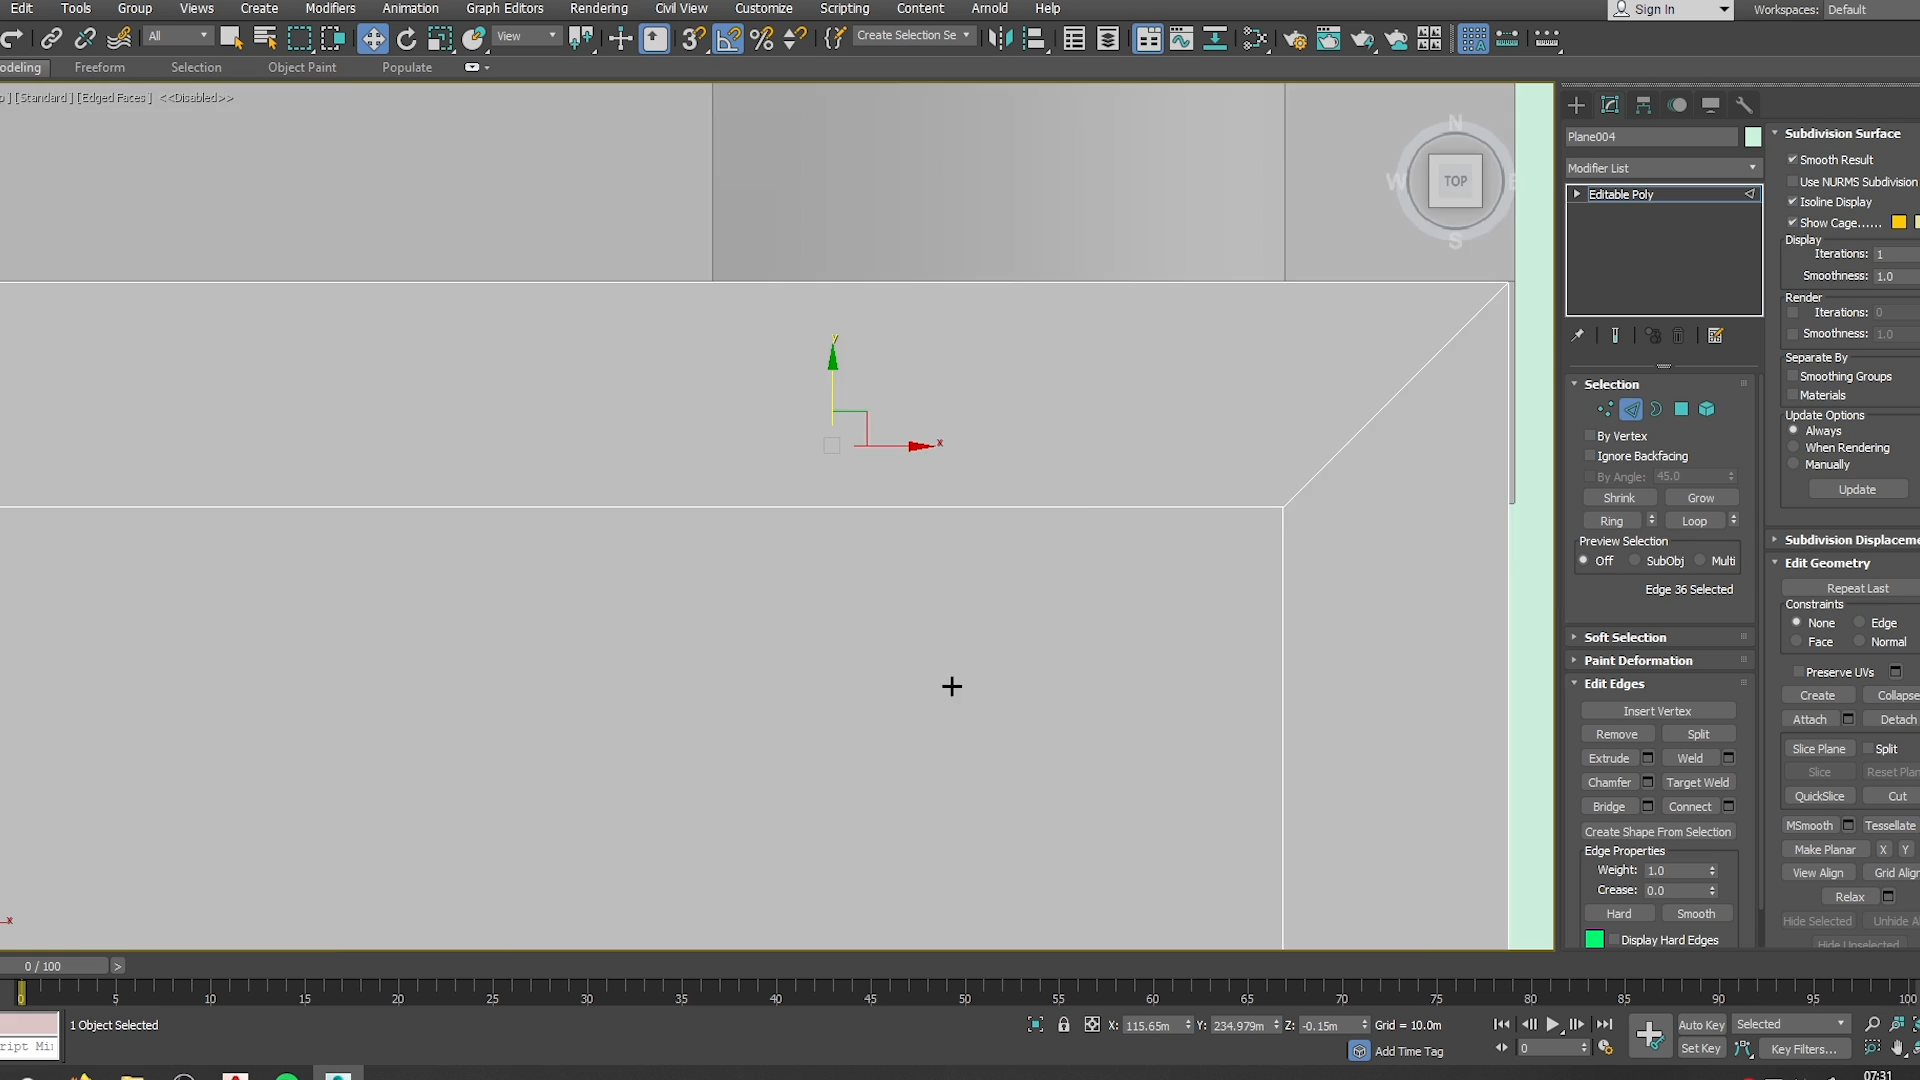 Edit Tools Group Views Create Modifiers Animation Graph Editors Rendering Civil View Customize Scripting Content Arnold Help Sign In Workspaces: Default
All View Create Selection Se
odeling Freeform Selection Object Paint Populate
] [Standard ] [Edged Faces ] <<Disabled>>
N
W TOP E
S
y
x
x
Plane004
Modifier List
Editable Poly
Selection
By Vertex
Ignore Backfacing
By Angle: 45.0
Shrink Grow
Ring Loop
Preview Selection
Off SubObj Multi
Edge 36 Selected
Soft Selection
Paint Deformation
Edit Edges
Insert Vertex
Remove Split
Extrude Weld
Chamfer Target Weld
Bridge Connect
Create Shape From Selection
Edge Properties
Weight: 1.0
Crease: 0.0
Hard Smooth
Display Hard Edges
Subdivision Surface
Smooth Result
Use NURMS Subdivision
Isoline Display
Show Cage......
Display
Iterations: 1
Smoothness: 1.0
Render
Iterations: 0
Smoothness: 1.0
Separate By
Smoothing Groups
Materials
Update Options
Always
When Rendering
Manually
Update
Subdivision Displaceme
Edit Geometry
Repeat Last
Constraints
None Edge
Face Normal
Preserve UVs
Create Collapse
Attach Detach
Slice Plane Split
Slice Reset Plan
QuickSlice Cut
MSmooth Tessellate
Make Planar X Y
View Align Grid Align
Relax
Hide Selected Unhide A
Hide Unselected
0 / 100 >
0 5 10 15 20 25 30 35 40 45 50 55 60 65 70 75 80 85 90 95 100
ript Mi
1 Object Selected
X: 115.65m Y: 234.979m Z: -0.15m Grid = 10.0m
Add Time Tag
0
Auto Key Selected
Set Key Key Filters...
07:31